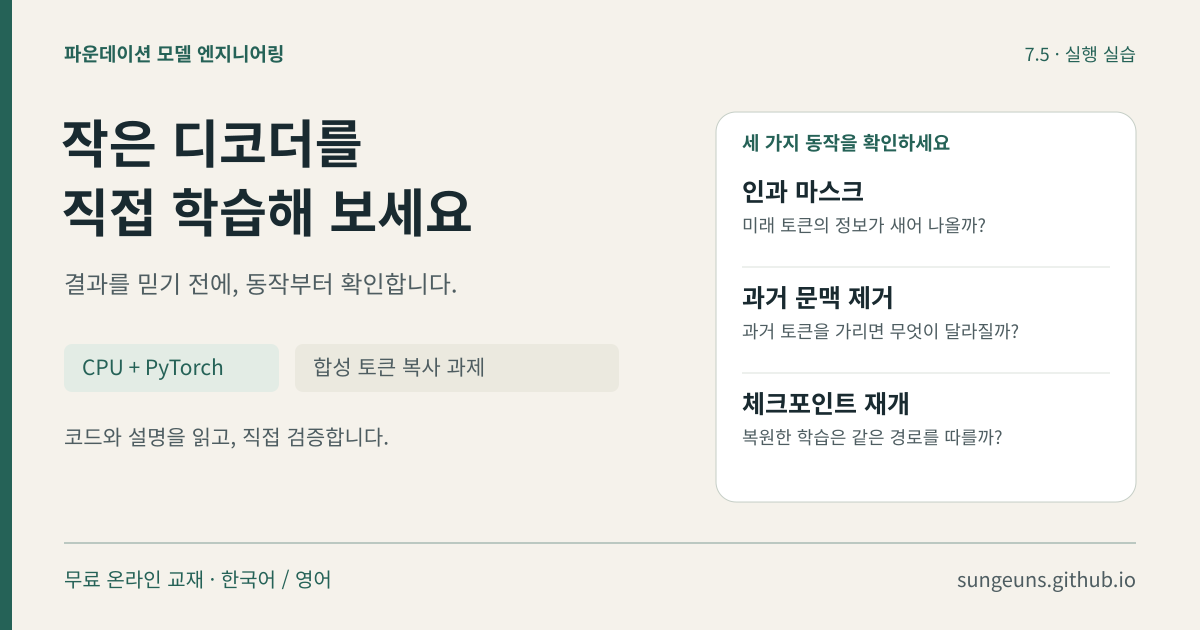 파운데이션 모델 엔지니어링
7.5 · 실행 실습
작은 디코더를
직접 학습해 보세요
결과를 믿기 전에, 동작부터 확인합니다.
CPU + PyTorch
합성 토큰 복사 과제
코드와 설명을 읽고, 직접 검증합니다.
세 가지 동작을 확인하세요
인과 마스크
미래 토큰의 정보가 새어 나올까?
과거 문맥 제거
과거 토큰을 가리면 무엇이 달라질까?
체크포인트 재개
복원한 학습은 같은 경로를 따를까?
무료 온라인 교재 · 한국어 / 영어
sungeuns.github.io